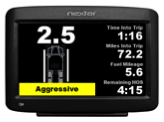 nextar
2.5
Aggressive
Time Into Trip
1:16
Miles Into Trip
72.2
Fuel Mileage
5.6
Remaining HOS
4:15